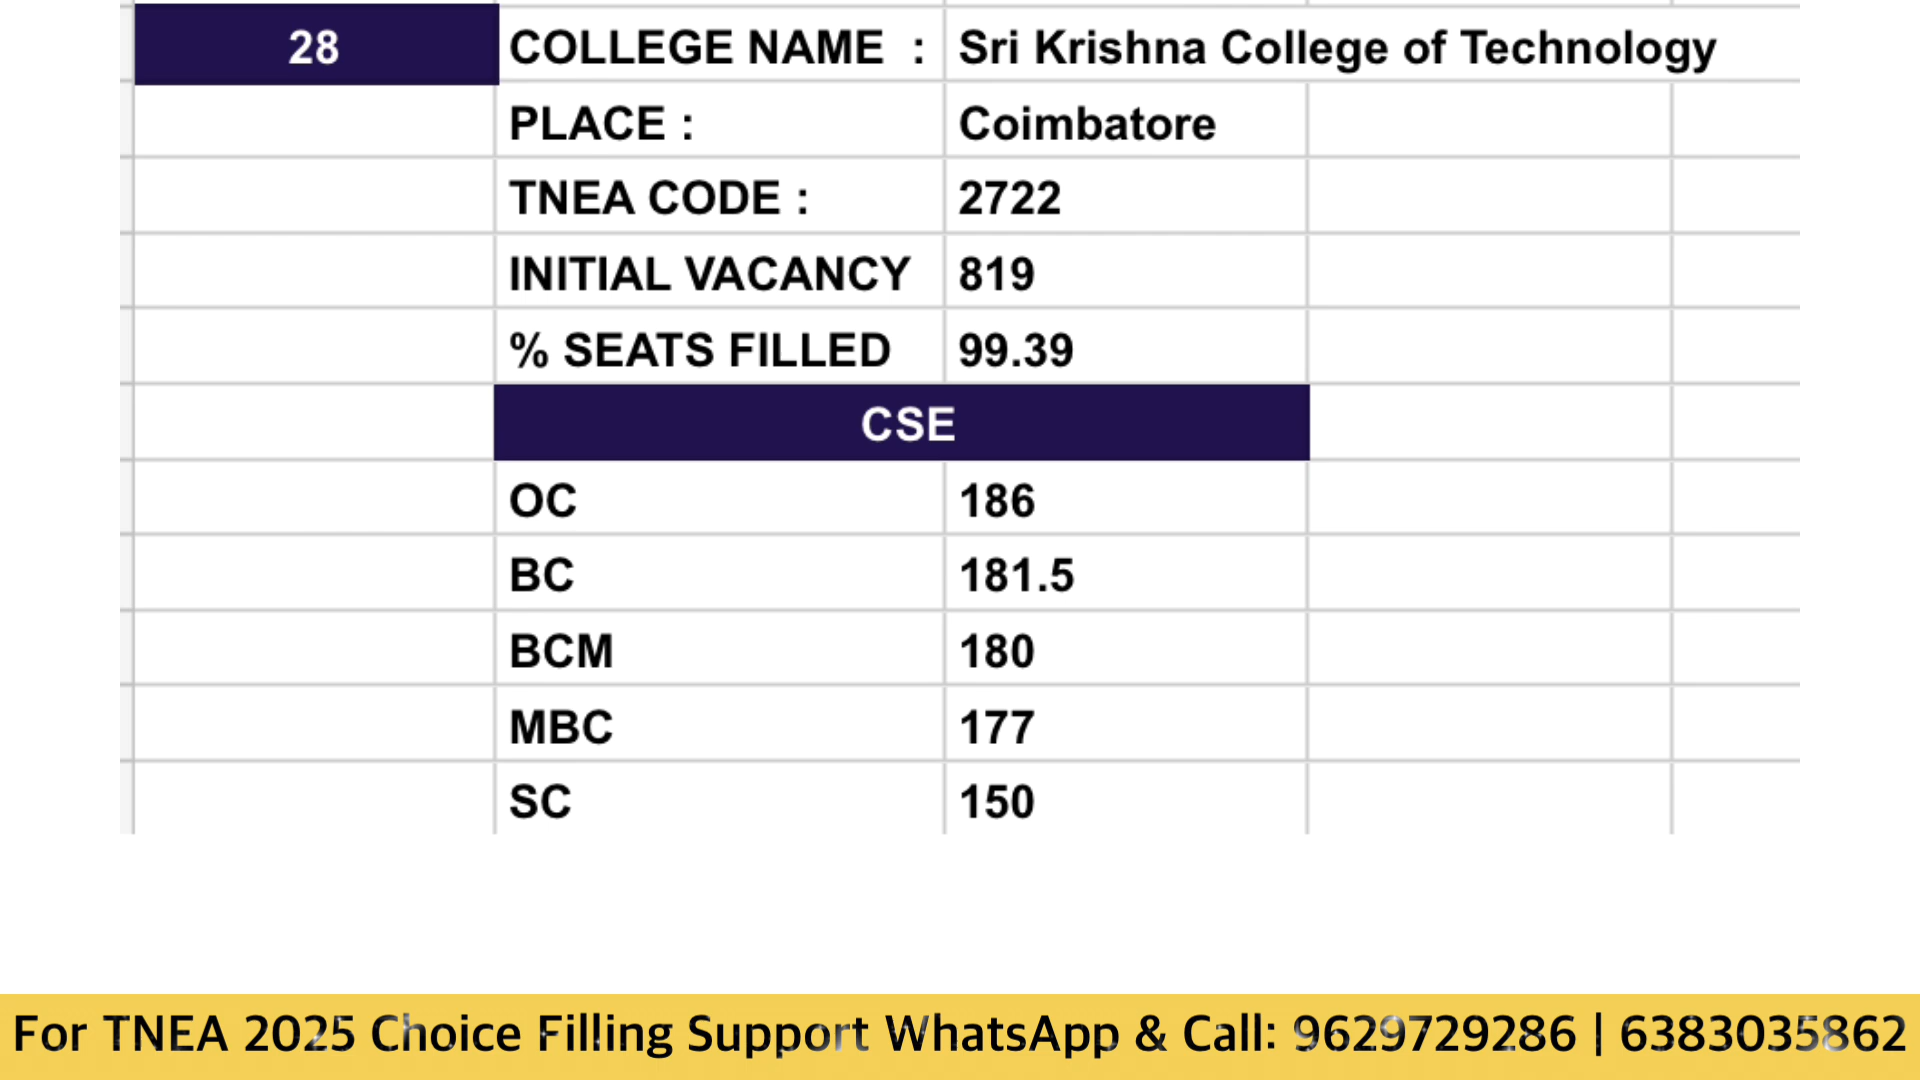 28 COLLEGE NAME : Sri Krishna College of Technology
PLACE : Coimbatore
TNEA CODE : 2722
INITIAL VACANCY 819
% SEATS FILLED 99.39
CSE
OC 186
BC 181.5
BCM 180
MBC 177
SC 150
For TNEA 2025 Choice Filling Support WhatsApp & Call: 9629729286 | 6383035862